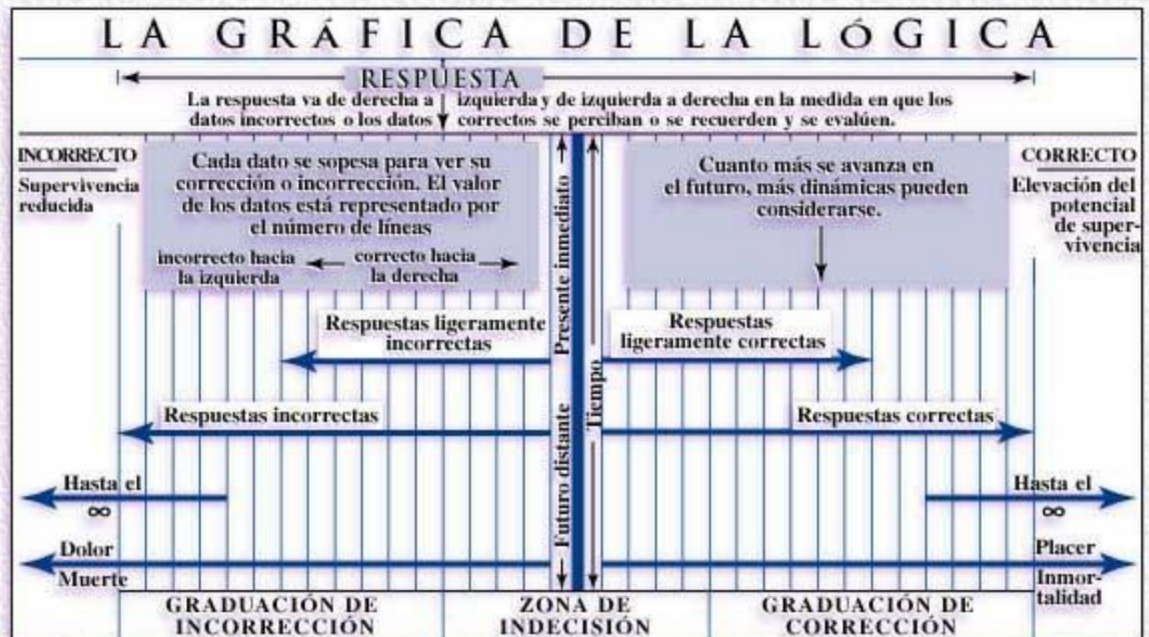 LA GRÁFICA DE LA LÓGICA
RESPUESTA
La respuesta va de derecha a izquierda y de izquierda a derecha en la medida en que los
datos incorrectos o los datos correctos se perciban o se recuerden y se evalúen.
INCORRECTO
Supervivencia
reducida
Cada dato se sopesa para ver su
corrección o incorrección. El valor
de los datos está representado por
el número de líneas
incorrecto hacia
la izquierda
correcto hacia
la derecha
Presente inmediato
Tiempo
Futuro distante
Cuanto más se avanza en
el futuro, más dinámicas pueden
considerarse.
CORRECTO
Elevación del
potencial
de super-
vivencia
Respuestas ligeramente
incorrectas
Respuestas
ligeramente correctas
Respuestas incorrectas
Respuestas correctas
Hasta el
∞
Hasta el
∞
Dolor
Muerte
Placer
Inmor-
talidad
GRADUACIÓN DE
INCORRECCIÓN
ZONA DE
INDECISIÓN
GRADUACIÓN DE
CORRECCIÓN